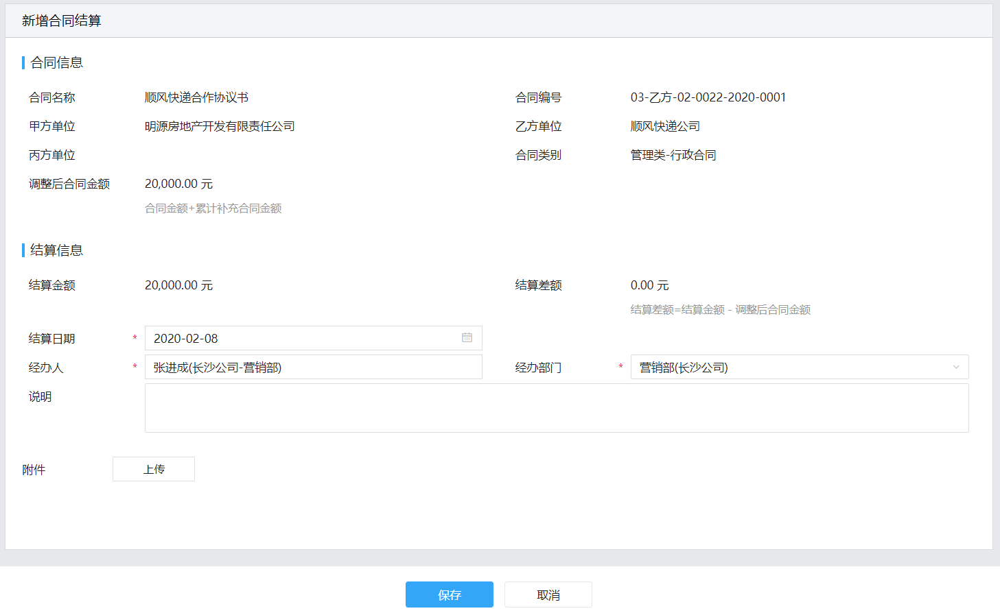 新增合同结算
合同信息
合同名称 顺风快递合作协议书 合同编号 03-乙方-02-0022-2020-0001
甲方单位 明源房地产开发有限责任公司 乙方单位 顺风快递公司
丙方单位 合同类别 管理类-行政合同
调整后合同金额 20,000.00 元
合同金额+累计补充合同金额
结算信息
结算金额 20,000.00 元 结算差额 0.00 元
结算差额=结算金额 - 调整后合同金额
结算日期 * 2020-02-08
经办人 * 张进成(长沙公司-营销部) 经办部门 * 营销部(长沙公司)
说明
附件 上传
保存 取消